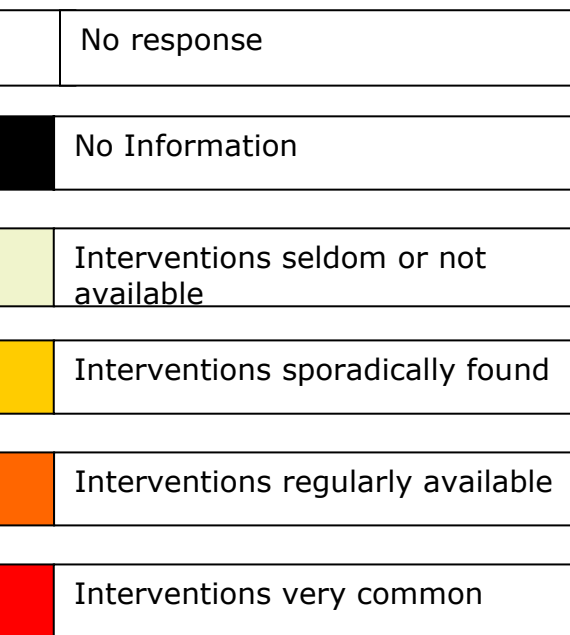 No response
No Information
Interventions seldom or not
available
Interventions sporadically found
Interventions regularly available
Interventions very common